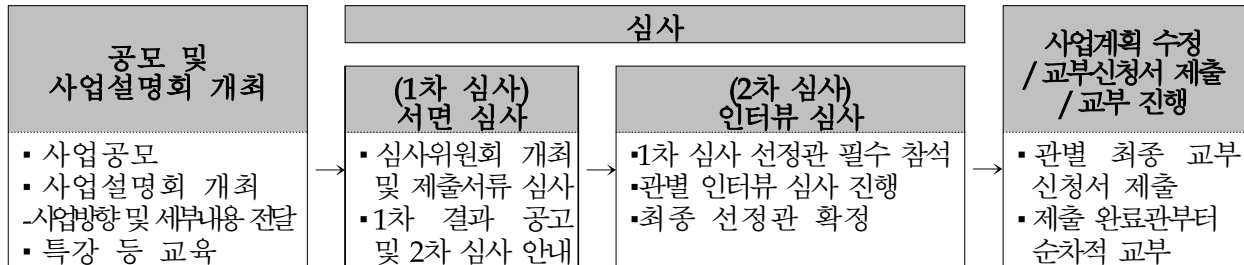 공모 및
사업설명회 개최
▪ 사업공모
▪ 사업설명회 개최
-사업방향 및 세부내용 전달
▪ 특강 등 교육
심사
(1차 심사)
서면 심사
▪ 심사위원회 개최
및 제출서류 심사
▪ 1차 결과 공고
및 2차 심사 안내
(2차 심사)
인터뷰 심사
▪1차 심사 선정관 필수 참석
▪관별 인터뷰 심사 진행
▪최종 선정관 확정
사업계획 수정
/ 교부신청서 제출
/ 교부 진행
▪ 관별 최종 교부
신청서 제출
▪ 제출 완료관부터
순차적 교부